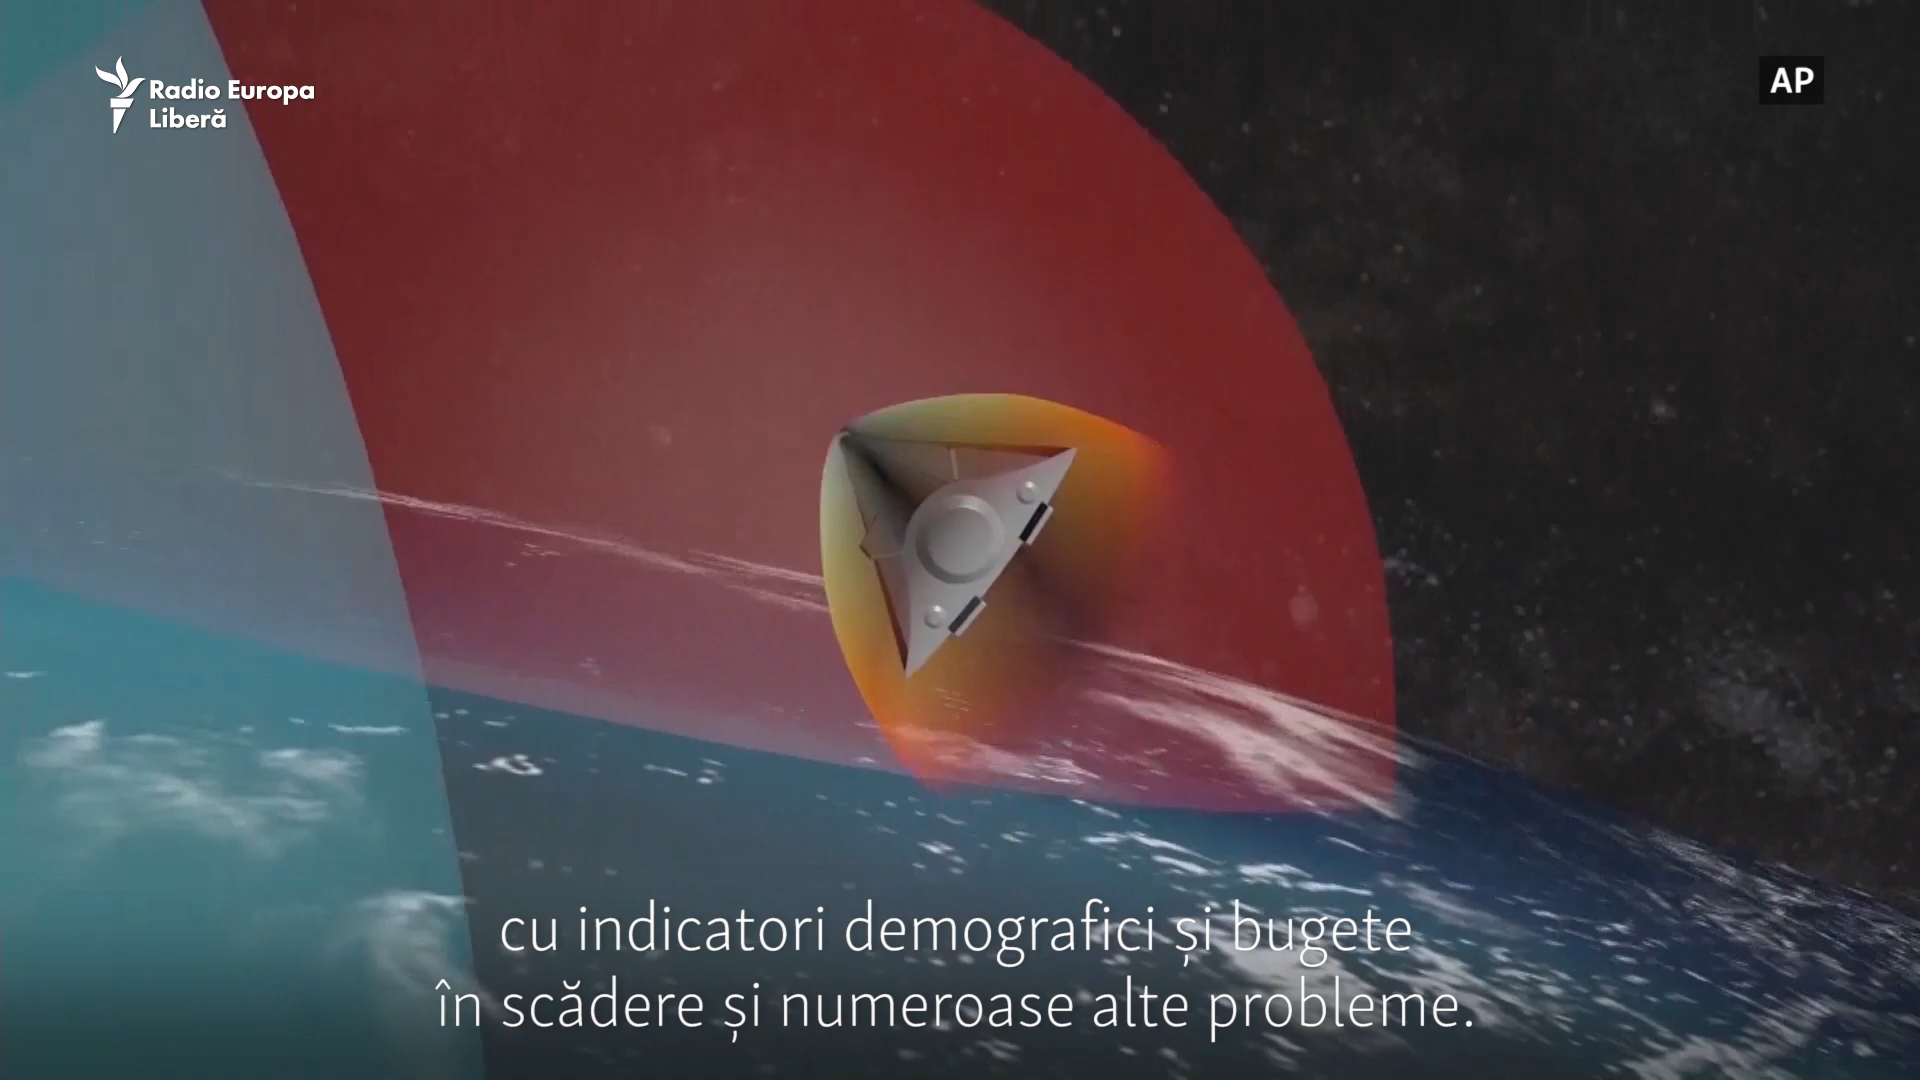 Radio Europa
Liberă
AP
cu indicatori demografici și bugete
în scădere și numeroase alte probleme.